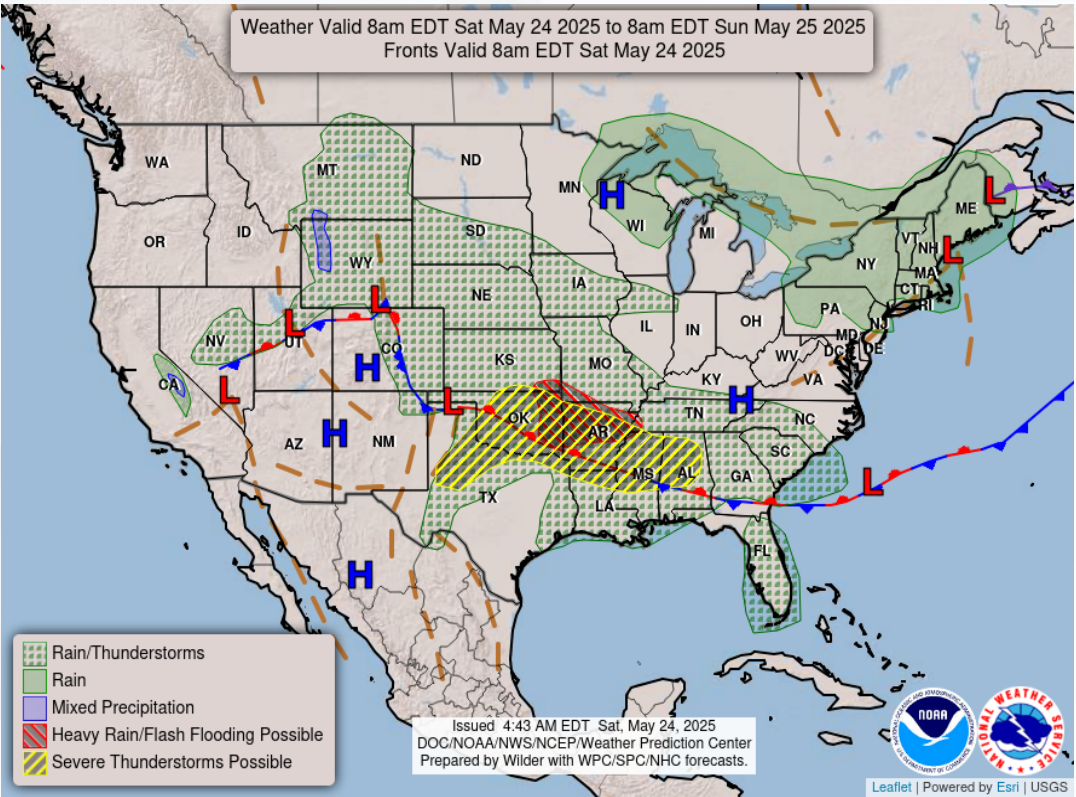 Weather Valid 8am EDT Sat May 24 2025 to 8am EDT Sun May 25 2025
Fronts Valid 8am EDT Sat May 24 2025
WA
MT
ND
MN
ME
OR
ID
WY
SD
WI
MI
VT
NH
NY
MA
CT
RI
NV
UT
CO
NE
IA
IL
IN
OH
PA
NJ
MD
DE
DC
WV
VA
CA
KS
MO
KY
AZ
NM
OK
AR
TN
NC
SC
TX
LA
MS
AL
GA
FL
H
H
H
H
H
L
L
L
L
L
L
L
Rain/Thunderstorms
Rain
Mixed Precipitation
Heavy Rain/Flash Flooding Possible
Severe Thunderstorms Possible
Issued 4:43 AM EDT Sat, May 24, 2025
DOC/NOAA/NWS/NCEP/Weather Prediction Center
Prepared by Wilder with WPC/SPC/NHC forecasts.
NOAA
NATIONAL WEATHER SERVICE
Leaflet | Powered by Esri | USGS